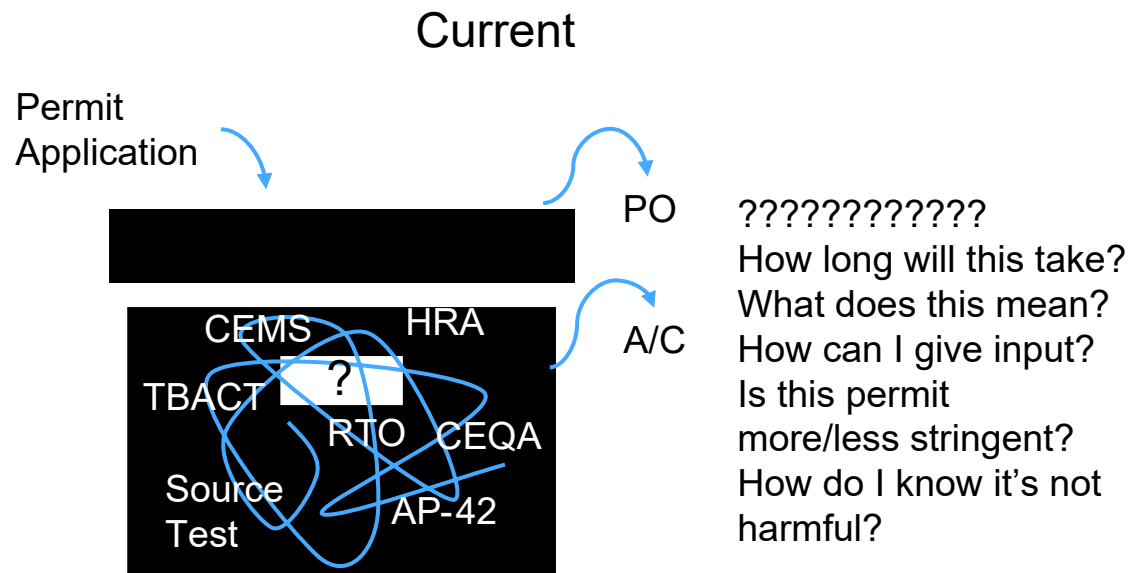 Current
Permit
Application
PO
A/C
????????????
How long will this take?
What does this mean?
How can I give input?
Is this permit
more/less stringent?
How do I know it’s not
harmful?
CEMS
HRA
?
TBACT
RTO
CEQA
Source
Test
AP-42